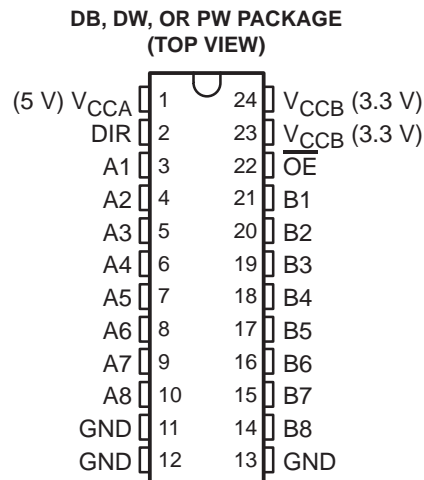 DB, DW, OR PW PACKAGE
(TOP VIEW)
(5 V) VCCA 1 24 VCCB (3.3 V)
DIR 2 23 VCCB (3.3 V)
A1 3 22 O̅E̅
A2 4 21 B1
A3 5 20 B2
A4 6 19 B3
A5 7 18 B4
A6 8 17 B5
A7 9 16 B6
A8 10 15 B7
GND 11 14 B8
GND 12 13 GND